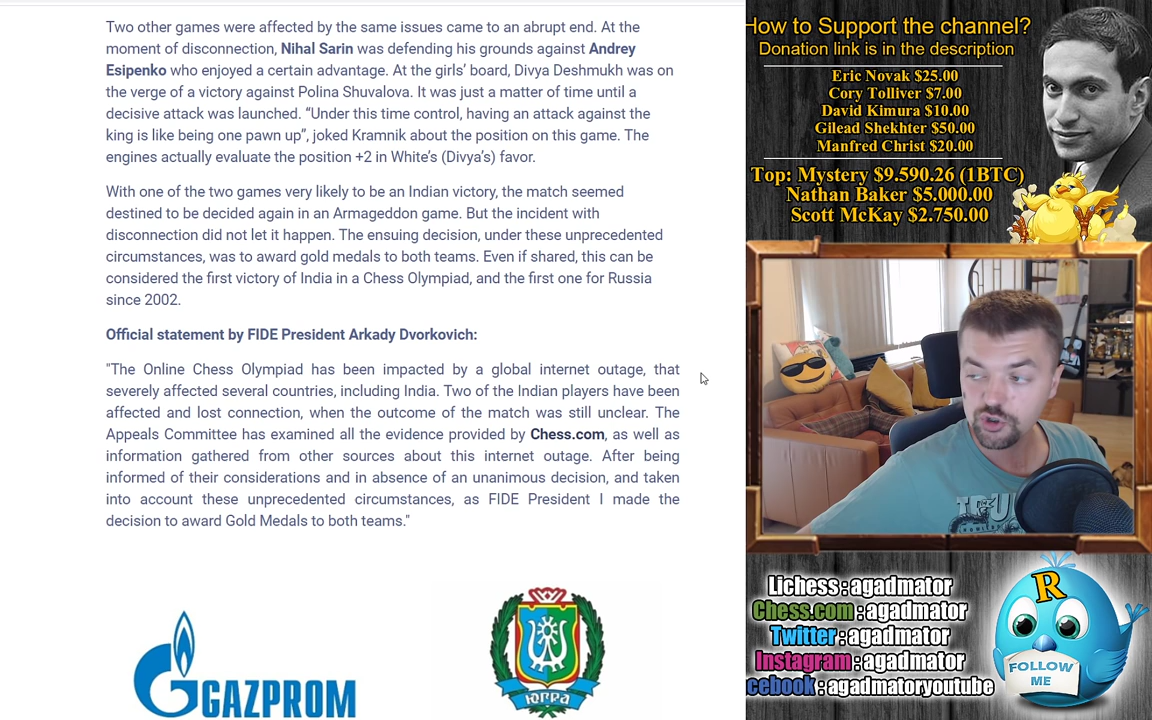 Two other games were affected by the same issues came to an abrupt end. At the
moment of disconnection, Nihal Sarin was defending his grounds against Andrey
Esipenko who enjoyed a certain advantage. At the girls’ board, Divya Deshmukh was on
the verge of a victory against Polina Shuvalova. It was just a matter of time until a
decisive attack was launched. “Under this time control, having an attack against the
king is like being one pawn up”, joked Kramnik about the position on this game. The
engines actually evaluate the position +2 in White’s (Divya’s) favor.
With one of the two games very likely to be an Indian victory, the match seemed
destined to be decided again in an Armageddon game. But the incident with
disconnection did not let it happen. The ensuing decision, under these unprecedented
circumstances, was to award gold medals to both teams. Even if shared, this can be
considered the first victory of India in a Chess Olympiad, and the first one for Russia
since 2002.
Official statement by FIDE President Arkady Dvorkovich:
"The Online Chess Olympiad has been impacted by a global internet outage, that
severely affected several countries, including India. Two of the Indian players have been
affected and lost connection, when the outcome of the match was still unclear. The
Appeals Committee has examined all the evidence provided by Chess.com, as well as
information gathered from other sources about this internet outage. After being
informed of their considerations and in absence of an unanimous decision, and taken
into account these unprecedented circumstances, as FIDE President I made the
decision to award Gold Medals to both teams."
GAZPROM
ЮГРА
How to Support the channel?
Donation link is in the description
Eric Novak $25.00
Cory Tolliver $7.00
David Kimura $10.00
Gilead Shekhter $50.00
Manfred Christ $20.00
Top: Mystery $9.590.26 (1BTC)
Nathan Baker $5.000.00
Scott McKay $2.750.00
Lichess: agadmator
Chess.com: agadmator
Twitter: agadmator
Instagram: agadmator
cebook: agadmatoryoutube
R
FOLLOW
ME